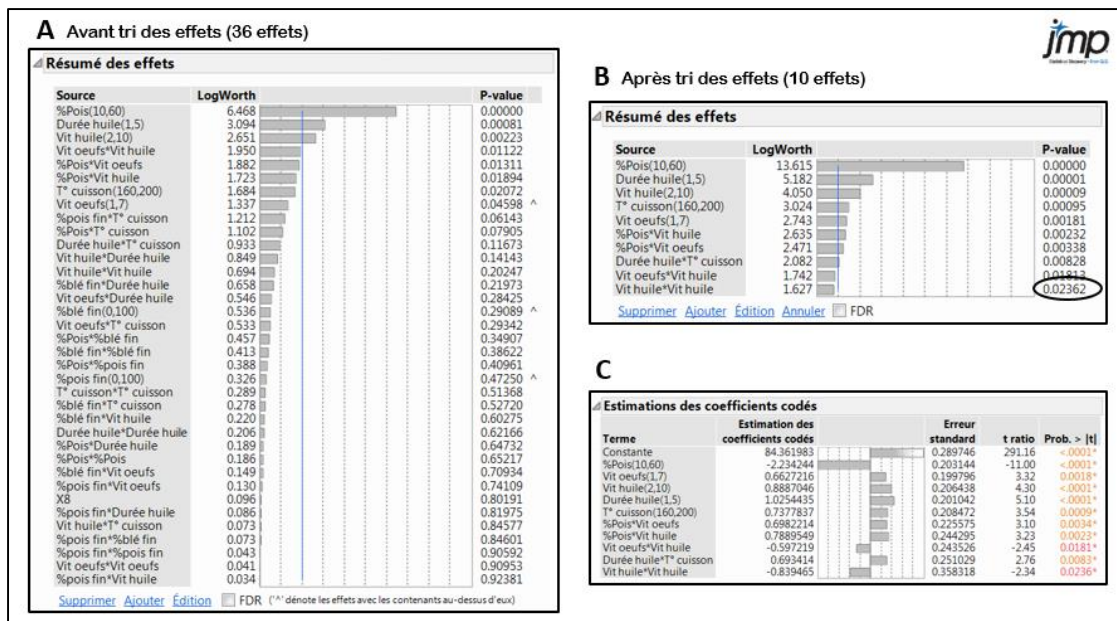 A Avant tri des effets (36 effets)
Résumé des effets
Source LogWorth P-value
%Pois(10,60) 6.468 0.00000
Durée huile(1,5) 3.094 0.00081
Vit huile(2,10) 2.651 0.00223
Vit oeufs*Vit huile 1.950 0.01122
%Pois*Vit oeufs 1.882 0.01311
%Pois*Vit huile 1.723 0.01894
T° cuisson(160,200) 1.684 0.02072
Vit oeufs(1,7) 1.337 0.04598 ^
%pois fin*T° cuisson 1.212 0.06143
%Pois*T° cuisson 1.102 0.07905
Durée huile*T° cuisson 0.933 0.11673
Vit huile*Durée huile 0.849 0.14143
Vit huile*Vit huile 0.694 0.20247
%blé fin*Durée huile 0.658 0.21973
Vit oeufs*Durée huile 0.546 0.28425
%blé fin(0,100) 0.536 0.29089 ^
Vit oeufs*T° cuisson 0.533 0.29342
%Pois*%blé fin 0.457 0.34907
%blé fin*%blé fin 0.413 0.38622
%Pois*%pois fin 0.388 0.40961
%pois fin(0,100) 0.326 0.47250 ^
T° cuisson*T° cuisson 0.289 0.51368
%blé fin*T° cuisson 0.278 0.52720
%blé fin*Vit huile 0.220 0.60275
Durée huile*Durée huile 0.206 0.62166
%Pois*Durée huile 0.189 0.64732
%Pois*%Pois 0.186 0.65217
%blé fin*Vit oeufs 0.149 0.70934
%pois fin*Vit oeufs 0.130 0.74109
X8 0.096 0.80191
%pois fin*Durée huile 0.086 0.81975
Vit huile*T° cuisson 0.073 0.84577
%pois fin*%blé fin 0.073 0.84601
%pois fin*%pois fin 0.043 0.90592
Vit oeufs*Vit oeufs 0.041 0.90953
%pois fin*Vit huile 0.034 0.92381
Supprimer Ajouter Édition FDR ('^' dénote les effets avec les contenants au-dessus d'eux)
jmp
B Après tri des effets (10 effets)
Résumé des effets
Source LogWorth P-value
%Pois(10,60) 13.615 0.00000
Durée huile(1,5) 5.182 0.00001
Vit huile(2,10) 4.050 0.00009
T° cuisson(160,200) 3.024 0.00095
Vit oeufs(1,7) 2.743 0.00181
%Pois*Vit huile 2.635 0.00232
%Pois*Vit oeufs 2.471 0.00338
Durée huile*T° cuisson 2.082 0.00828
Vit oeufs*Vit huile 1.742 0.01813
Vit huile*Vit huile 1.627 0.02362
Supprimer Ajouter Édition Annuler FDR
C
Estimations des coefficients codés
Estimation des Erreur
Terme coefficients codés standard t ratio Prob. > |t|
Constante 84.361983 0.289746 291.16 <.0001*
%Pois(10,60) -2.234244 0.203144 -11.00 <.0001*
Vit oeufs(1,7) 0.6627216 0.199796 3.32 0.0018*
Vit huile(2,10) 0.8887046 0.206438 4.30 <.0001*
Durée huile(1,5) 1.0254435 0.201042 5.10 <.0001*
T° cuisson(160,200) 0.7377837 0.208472 3.54 0.0009*
%Pois*Vit oeufs 0.6982214 0.225575 3.10 0.0034*
%Pois*Vit huile 0.7889549 0.244295 3.23 0.0023*
Vit oeufs*Vit huile -0.597219 0.243526 -2.45 0.0181*
Durée huile*T° cuisson 0.693414 0.251029 2.76 0.0083*
Vit huile*Vit huile -0.839465 0.358318 -2.34 0.0236*